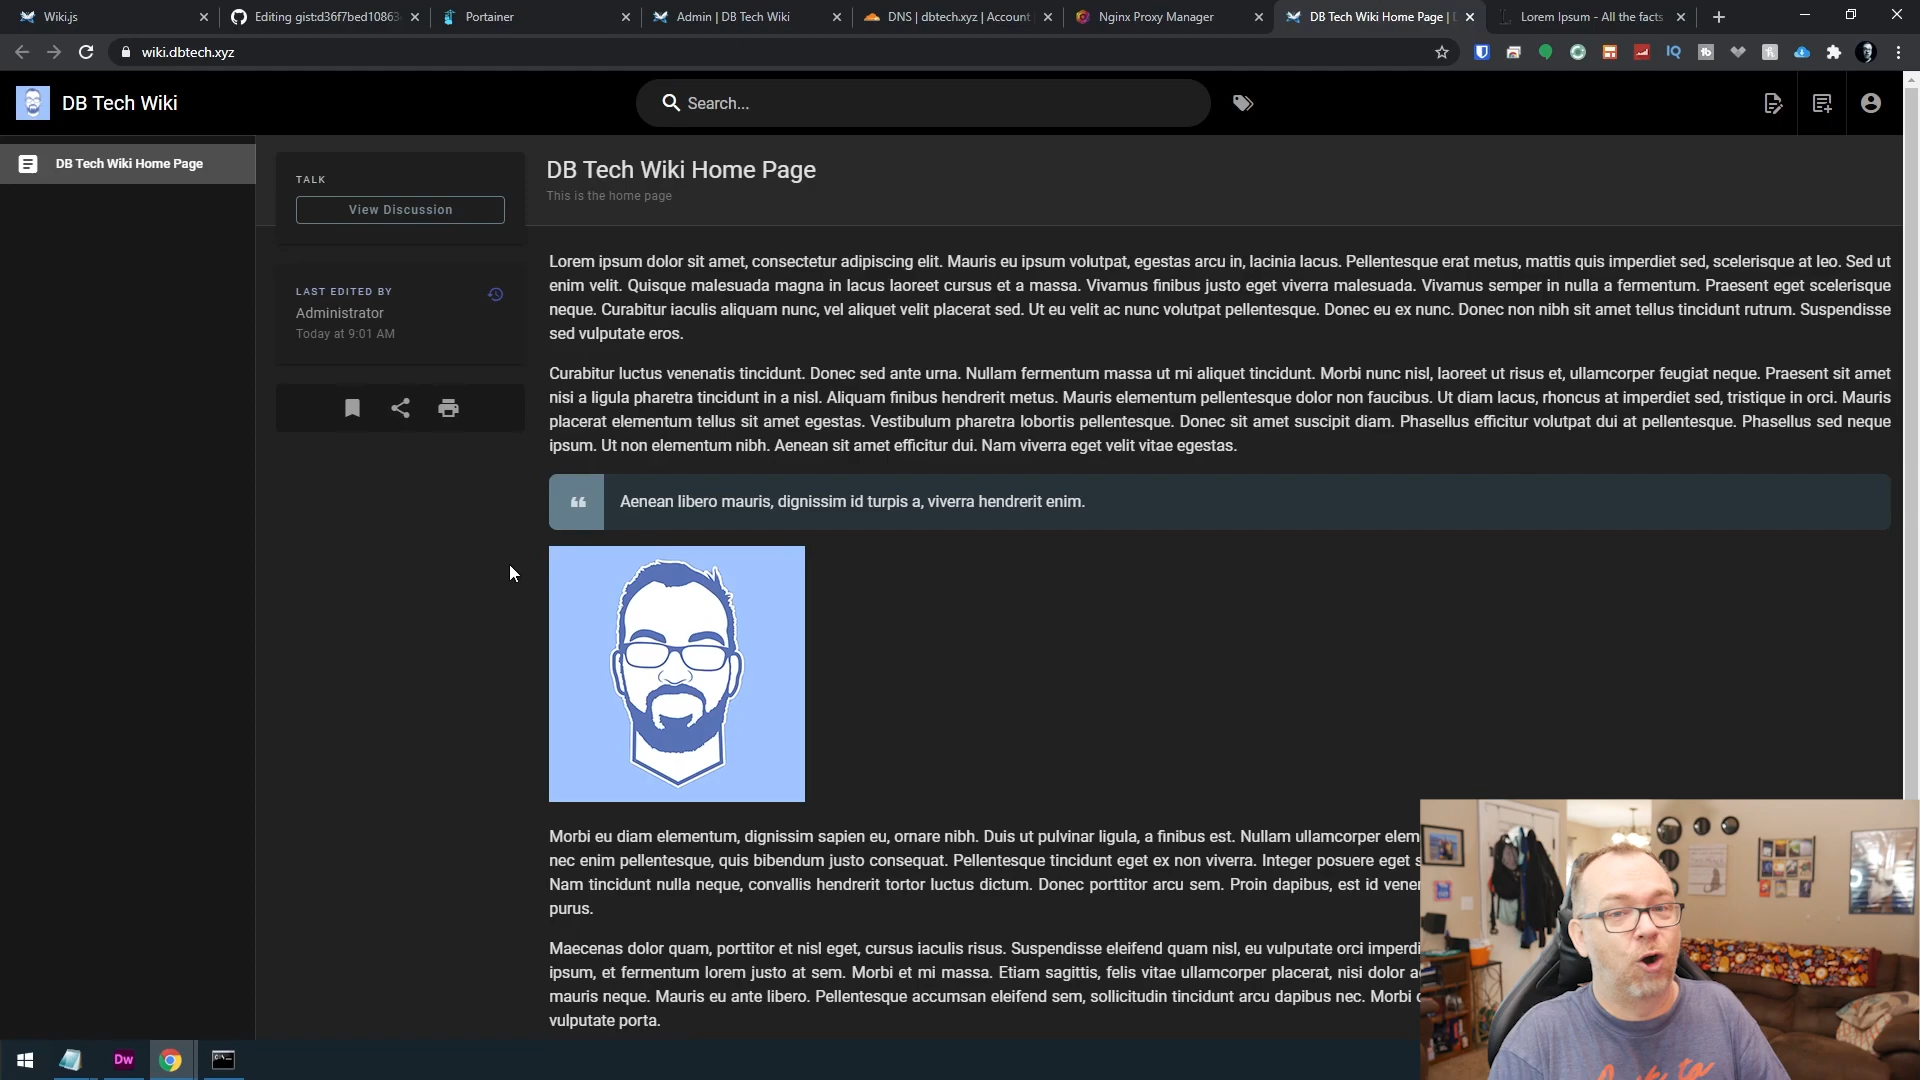 Wiki.js
Editing gist:d36f7bed10863
Portainer
Admin | DB Tech Wiki
DNS | dbtech.xyz | Account
Nginx Proxy Manager
DB Tech Wiki Home Page |
Lorem Ipsum - All the facts
wiki.dbtech.xyz
DB Tech Wiki
Search...
DB Tech Wiki Home Page
TALK
View Discussion
LAST EDITED BY
Administrator
Today at 9:01 AM
DB Tech Wiki Home Page
This is the home page
Lorem ipsum dolor sit amet, consectetur adipiscing elit. Mauris eu ipsum volutpat, egestas arcu in, lacinia lacus. Pellentesque erat metus, mattis quis imperdiet sed, scelerisque at leo. Sed ut
enim velit. Quisque malesuada magna in lacus laoreet cursus et a massa. Vivamus finibus justo eget viverra malesuada. Vivamus semper in nulla a fermentum. Praesent eget scelerisque
neque. Curabitur iaculis aliquam nunc, vel aliquet velit placerat sed. Ut eu velit ac nunc volutpat pellentesque. Donec eu ex nunc. Donec non nibh sit amet tellus tincidunt rutrum. Suspendisse
sed vulputate eros.
Curabitur luctus venenatis tincidunt. Donec sed ante urna. Nullam fermentum massa ut mi aliquet tincidunt. Morbi nunc nisl, laoreet ut risus et, ullamcorper feugiat neque. Praesent sit amet
nisi a ligula pharetra tincidunt in a nisl. Aliquam finibus hendrerit metus. Mauris elementum pellentesque dolor non faucibus. Ut diam lacus, rhoncus at imperdiet sed, tristique in orci. Mauris
placerat elementum tellus sit amet egestas. Vestibulum pharetra lobortis pellentesque. Donec sit amet suscipit diam. Phasellus efficitur volutpat dui at pellentesque. Phasellus sed neque
ipsum. Ut non elementum nibh. Aenean sit amet efficitur dui. Nam viverra eget velit vitae egestas.
Aenean libero mauris, dignissim id turpis a, viverra hendrerit enim.
Morbi eu diam elementum, dignissim sapien eu, ornare nibh. Duis ut pulvinar ligula, a finibus est. Nullam ullamcorper elem
nec enim pellentesque, quis bibendum justo consequat. Pellentesque tincidunt eget ex non viverra. Integer posuere eget s
Nam tincidunt nulla neque, convallis hendrerit tortor luctus dictum. Donec porttitor arcu sem. Proin dapibus, est id vener
purus.
Maecenas dolor quam, porttitor et nisl eget, cursus iaculis risus. Suspendisse eleifend quam nisl, eu vulputate orci imperdi
ipsum, et fermentum lorem justo at sem. Morbi et mi massa. Etiam sagittis, felis vitae ullamcorper placerat, nisi dolor a
mauris neque. Mauris eu ante libero. Pellentesque accumsan eleifend sem, sollicitudin tincidunt arcu dapibus nec. Morbi
vulputate porta.
Dw